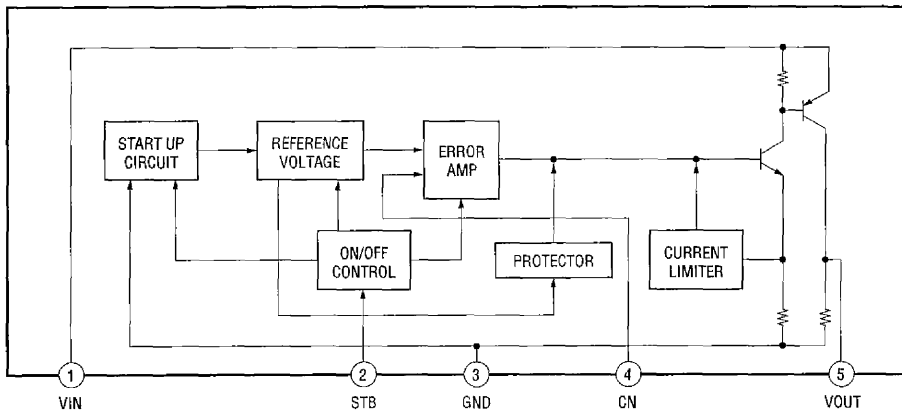 START UP
CIRCUIT
REFERENCE
VOLTAGE
ERROR
AMP
ON/OFF
CONTROL
PROTECTOR
CURRENT
LIMITER
1
2
3
4
5
VIN
STB
GND
CN
VOUT